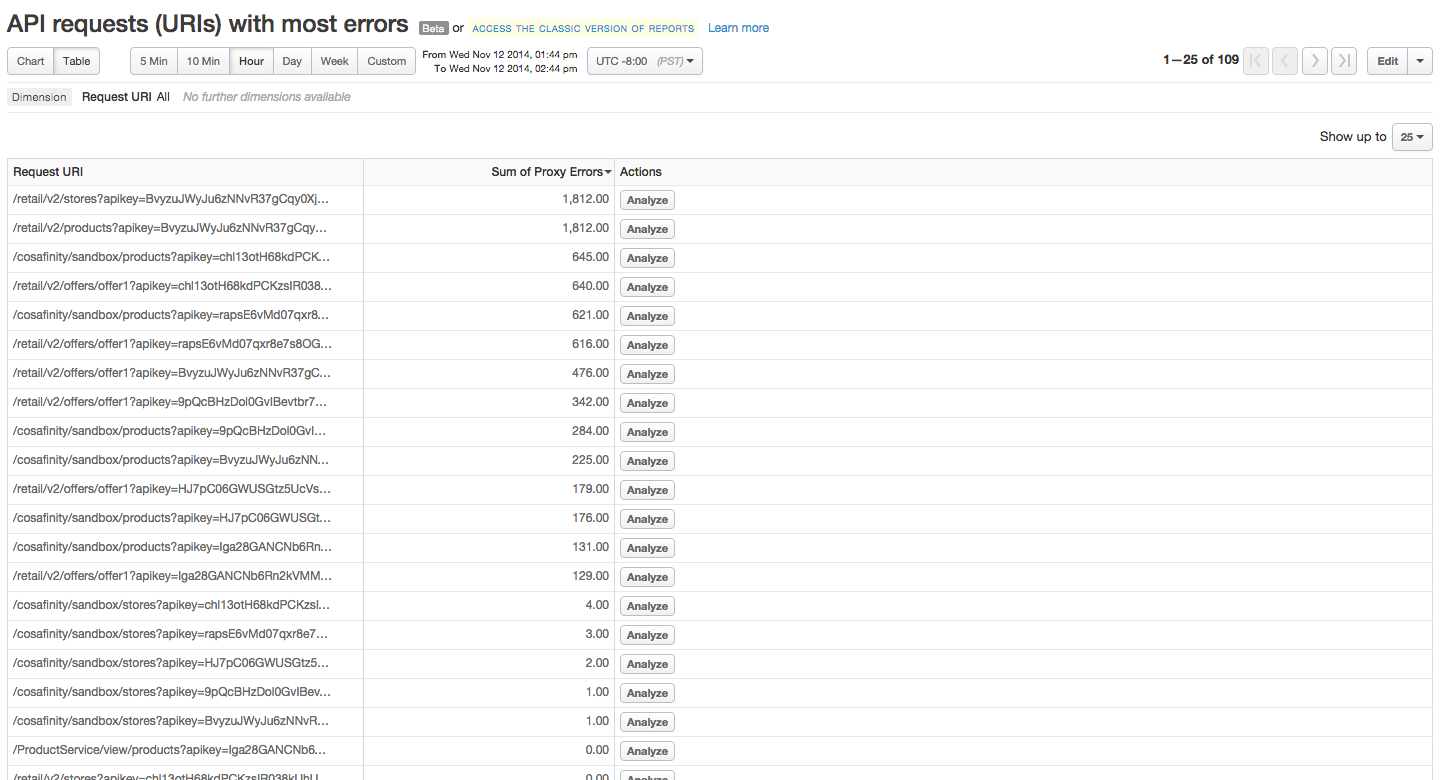 API requests (URIs) with most errors Beta or ACCESS THE CLASSIC VERSION OF REPORTS Learn more
Chart Table 5 Min 10 Min Hour Day Week Custom From Wed Nov 12 2014, 01:44 pm To Wed Nov 12 2014, 02:44 pm UTC -8:00 (PST) 1—25 of 109 Edit
Dimension Request URI All No further dimensions available
Show up to 25
Request URI Sum of Proxy Errors Actions
/retail/v2/stores?apikey=BvyzuJWyJu6zNNvR37gCqy0Xj... 1,812.00 Analyze
/retail/v2/products?apikey=BvyzuJWyJu6zNNvR37gCqy... 1,812.00 Analyze
/cosafinity/sandbox/products?apikey=chl13otH68kdPCK... 645.00 Analyze
/retail/v2/offers/offer1?apikey=chl13otH68kdPCKzsIR038... 640.00 Analyze
/cosafinity/sandbox/products?apikey=rapsE6vMd07qxr8... 621.00 Analyze
/retail/v2/offers/offer1?apikey=rapsE6vMd07qxr8e7s8OG... 616.00 Analyze
/retail/v2/offers/offer1?apikey=BvyzuJWyJu6zNNvR37gC... 476.00 Analyze
/retail/v2/offers/offer1?apikey=9pQcBHzDol0GvIBevtbr7... 342.00 Analyze
/cosafinity/sandbox/products?apikey=9pQcBHzDol0GvI... 284.00 Analyze
/cosafinity/sandbox/products?apikey=BvyzuJWyJu6zNN... 225.00 Analyze
/retail/v2/offers/offer1?apikey=HJ7pC06GWUSGtz5UcVs... 179.00 Analyze
/cosafinity/sandbox/products?apikey=HJ7pC06GWUSGt... 176.00 Analyze
/cosafinity/sandbox/products?apikey=Iga28GANCNb6Rn... 131.00 Analyze
/retail/v2/offers/offer1?apikey=Iga28GANCNb6Rn2kVMM... 129.00 Analyze
/cosafinity/sandbox/stores?apikey=chl13otH68kdPCKzsI... 4.00 Analyze
/cosafinity/sandbox/stores?apikey=rapsE6vMd07qxr8e7... 3.00 Analyze
/cosafinity/sandbox/stores?apikey=HJ7pC06GWUSGtz5... 2.00 Analyze
/cosafinity/sandbox/stores?apikey=9pQcBHzDol0GvIBev... 1.00 Analyze
/cosafinity/sandbox/stores?apikey=BvyzuJWyJu6zNNvR... 1.00 Analyze
/ProductService/view/products?apikey=Iga28GANCNb6... 0.00 Analyze
/retail/v2/stores?apikey=chl13otH68kdPCKzsIR038kUhU... 0.00 Analyze